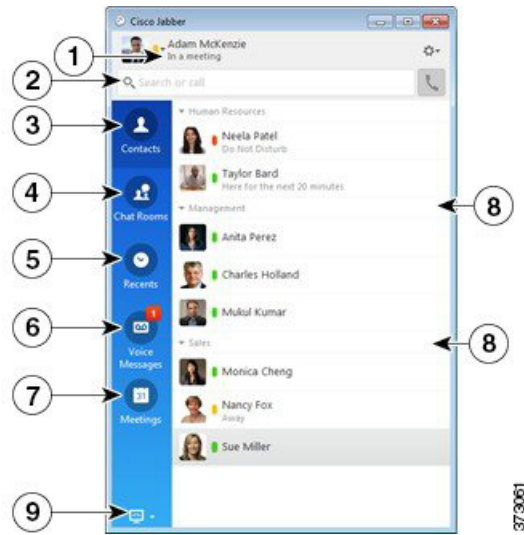 Cisco Jabber
1
Adam McKenzie
In a meeting
2
Search or call
3
Contacts
Human Resources
Neela Patel
Do Not Disturb
4
Chat Rooms
Taylor Bard
Here for the next 20 minutes
Management
8
Anita Perez
5
Recents
Charles Holland
6
1
Voice
Messages
Mukul Kumar
Sales
8
7
31
Meetings
Monica Cheng
Nancy Fox
Away
Sue Miller
9
373061